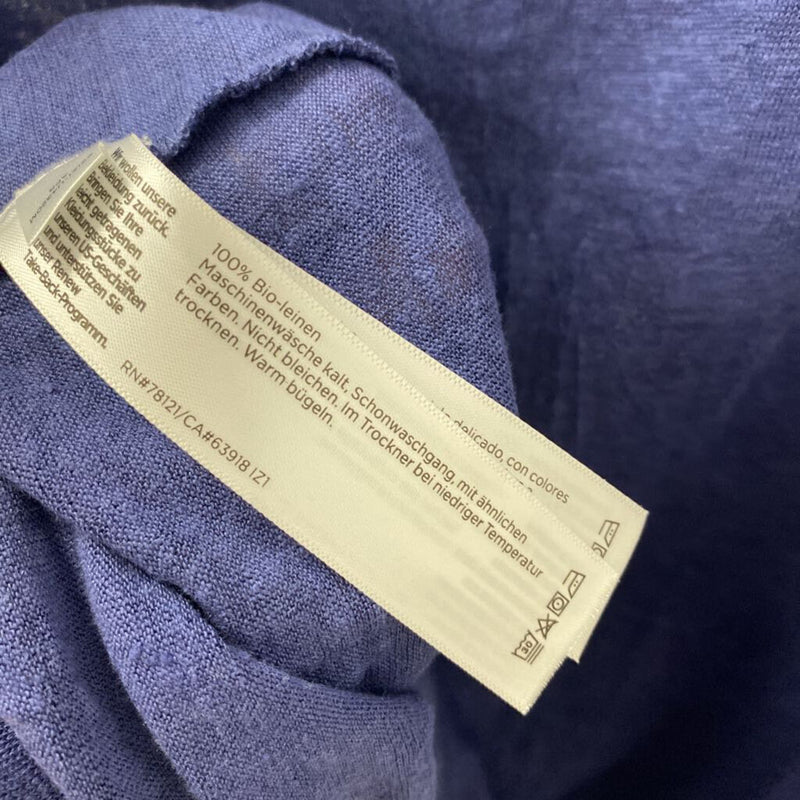 Wir wollen unsere
Kleidung zurück.
Bringen Sie Ihre
leicht getragenen
Kleidungsstücke zu
unseren US-Geschäften
und unterstützen Sie
unser Renew
Take-Back-Programm.
100% Bio-leinen
Maschinenwäsche kalt, Schonwaschgang, mit ähnlichen
Farben. Nicht bleichen. Im Trockner bei niedriger Temperatur
trocknen. Warm bügeln.
RN#78121/CA#63918 IZ1
delicado, con colores
30